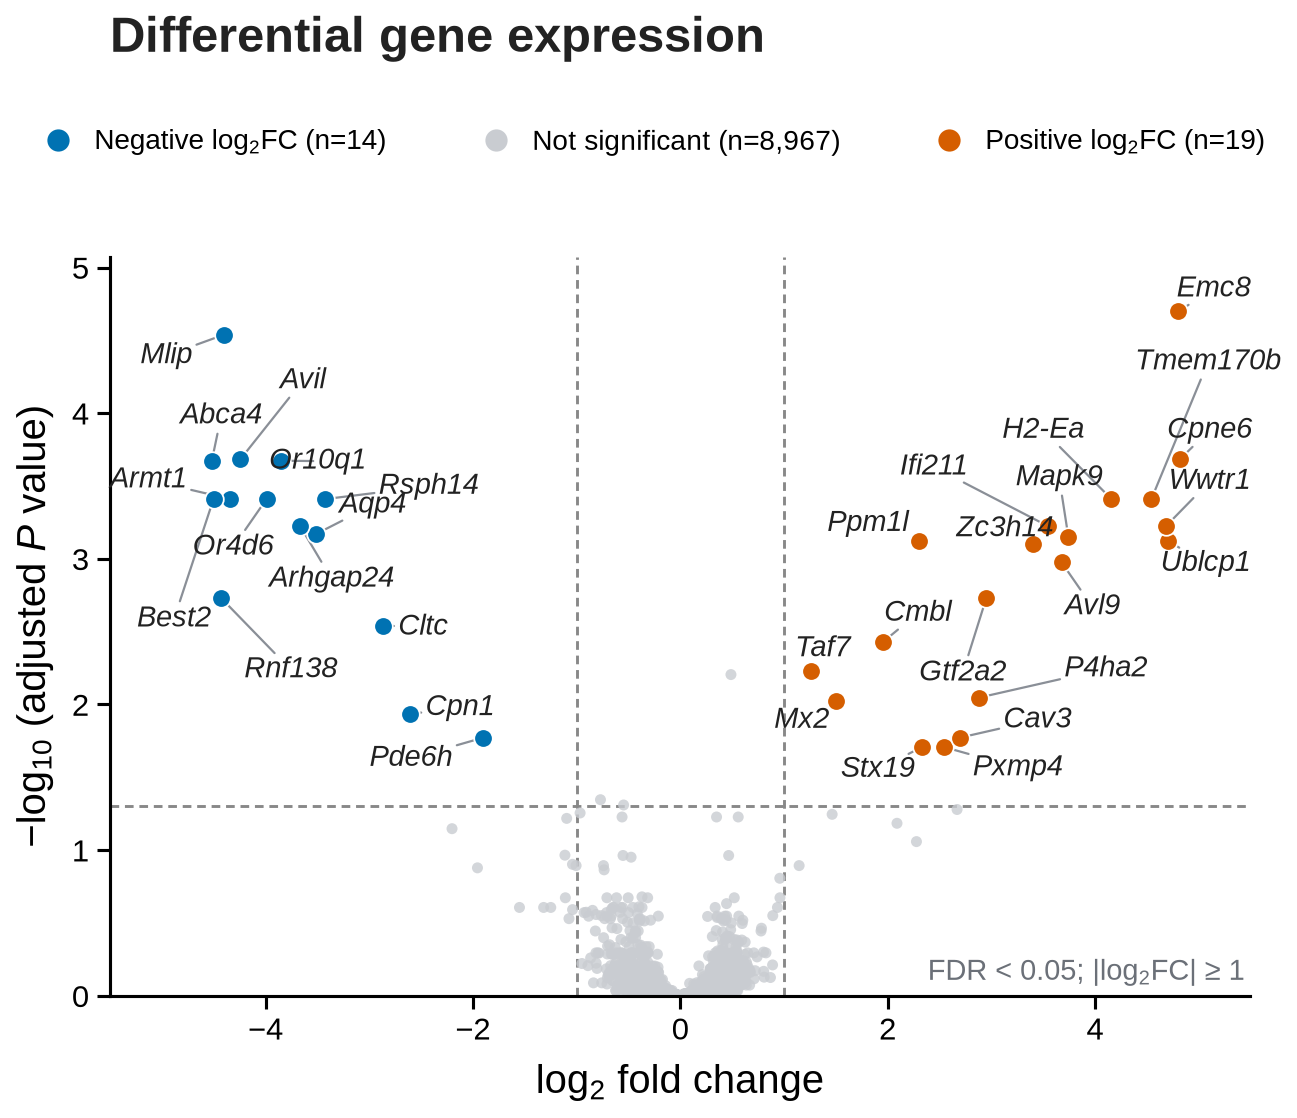 Differential gene expression
Negative log₂FC (n=14)
Not significant (n=8,967)
Positive log₂FC (n=19)
−log₁₀ (adjusted P value)
5
4
3
2
1
0
Emc8
Mlip
Tmem170b
Avil
Abca4
H2-Ea
Cpne6
Or10q1
Ifi211
Armt1
Mapk9
Wwtr1
Rsph14
Aqp4
Ppm1l
Zc3h14
Or4d6
Ublcp1
Arhgap24
Avl9
Best2
Cltc
Cmbl
Taf7
Rnf138
Gtf2a2
P4ha2
Cpn1
Mx2
Cav3
Pde6h
Stx19
Pxmp4
FDR < 0.05; |log₂FC| ≥ 1
−4
−2
0
2
4
log₂ fold change